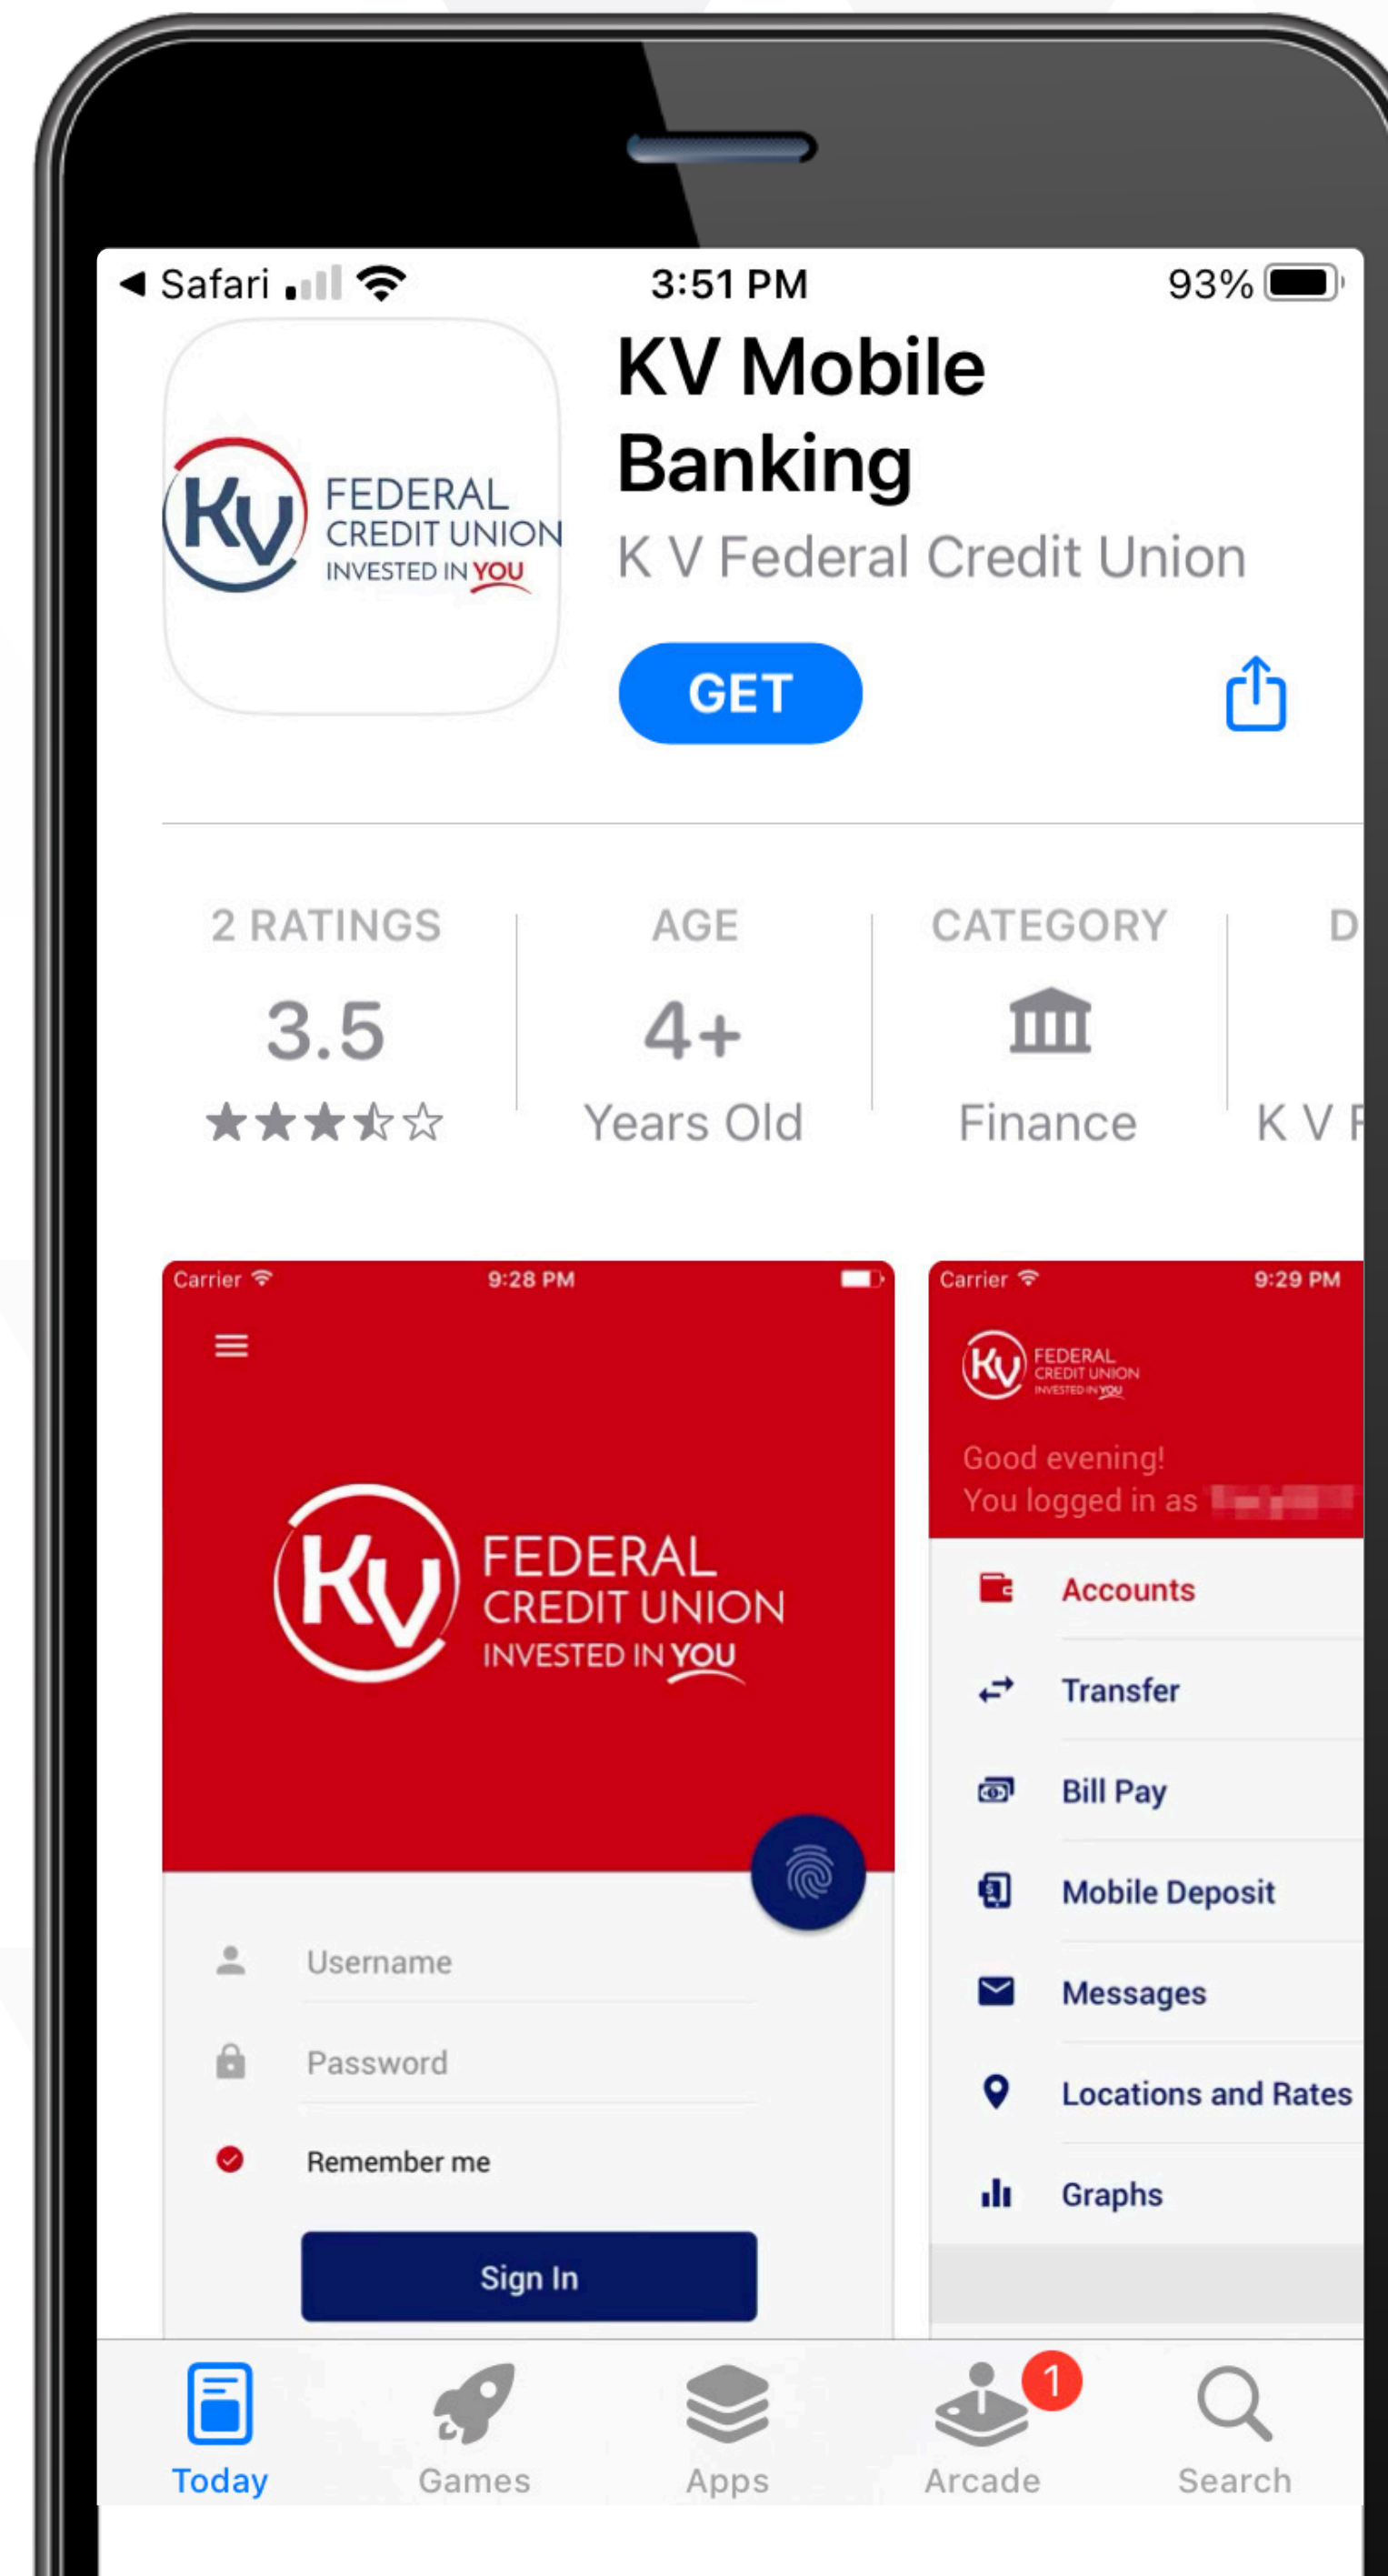 Safari
3:51 PM
93%
KV FEDERAL
CREDIT UNION
INVESTED IN YOU
KV Mobile
Banking
K V Federal Credit Union
GET
2 RATINGS
3.5
AGE
4+
Years Old
CATEGORY
Finance
D
K V F
Carrier
9:28 PM
KV FEDERAL
CREDIT UNION
INVESTED IN YOU
Username
Password
Remember me
Sign In
Carrier
9:29 PM
KV FEDERAL
CREDIT UNION
INVESTED IN YOU
Good evening!
You logged in as
Accounts
Transfer
Bill Pay
Mobile Deposit
Messages
Locations and Rates
Graphs
Today
Games
Apps
1
Arcade
Search